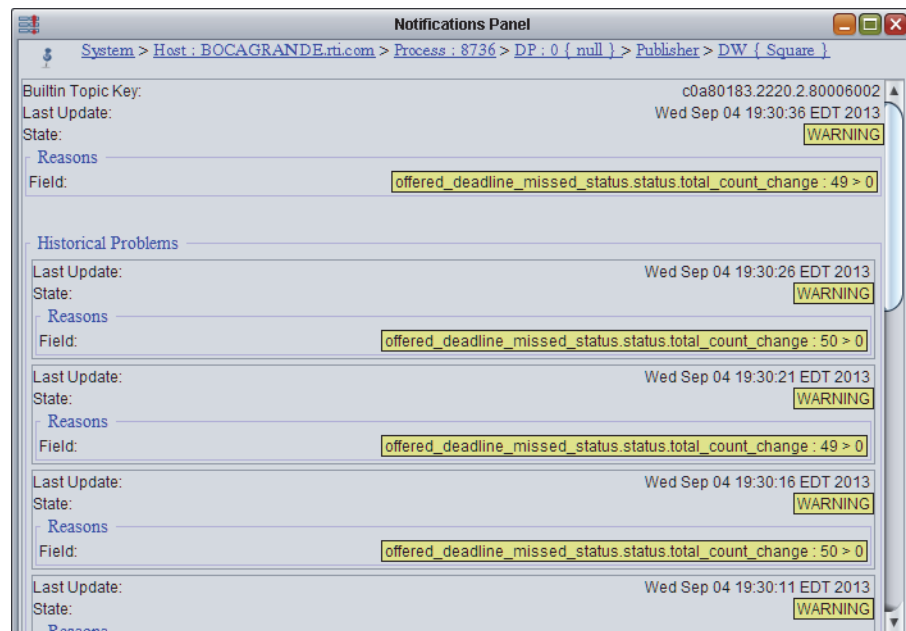 Notifications Panel
System > Host : BOCAGRANDE.rti.com > Process : 8736 > DP : 0 { null } > Publisher > DW { Square }
Builtin Topic Key: c0a80183.2220.2.80006002
Last Update: Wed Sep 04 19:30:36 EDT 2013
State: WARNING
Reasons
Field: offered_deadline_missed_status.status.total_count_change : 49 > 0
Historical Problems
Last Update: Wed Sep 04 19:30:26 EDT 2013
State: WARNING
Reasons
Field: offered_deadline_missed_status.status.total_count_change : 50 > 0
Last Update: Wed Sep 04 19:30:21 EDT 2013
State: WARNING
Reasons
Field: offered_deadline_missed_status.status.total_count_change : 49 > 0
Last Update: Wed Sep 04 19:30:16 EDT 2013
State: WARNING
Reasons
Field: offered_deadline_missed_status.status.total_count_change : 50 > 0
Last Update: Wed Sep 04 19:30:11 EDT 2013
State: WARNING
Reasons